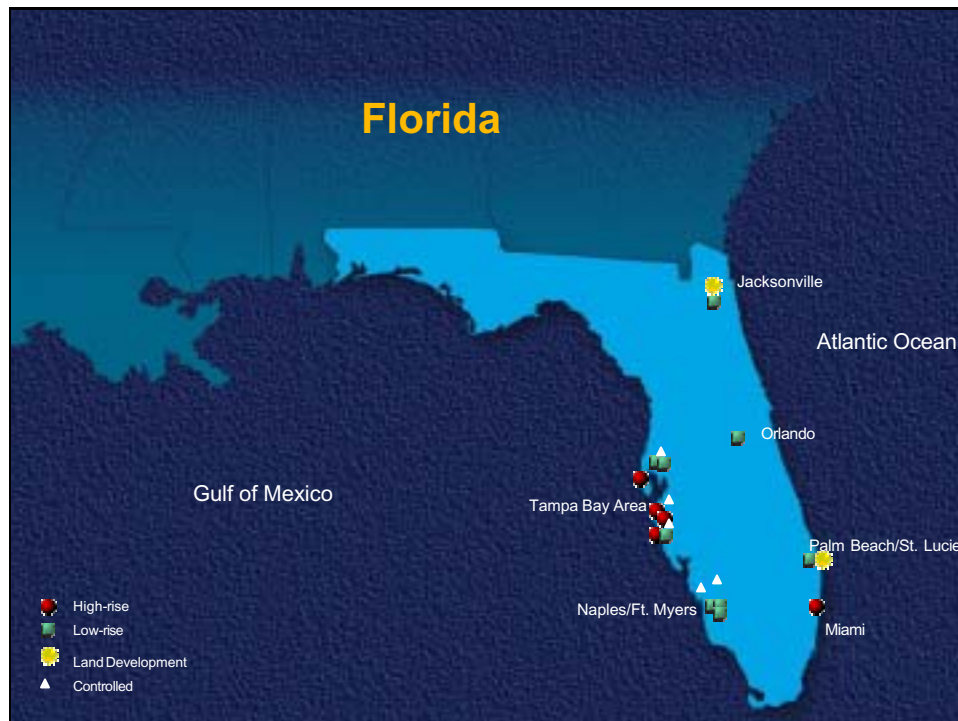 Florida
Jacksonville
Atlantic Ocean
Orlando
Gulf of Mexico
Tampa Bay Area
Palm Beach/St. Lucie
Naples/Ft. Myers
Miami
High-rise
Low-rise
Land Development
Controlled